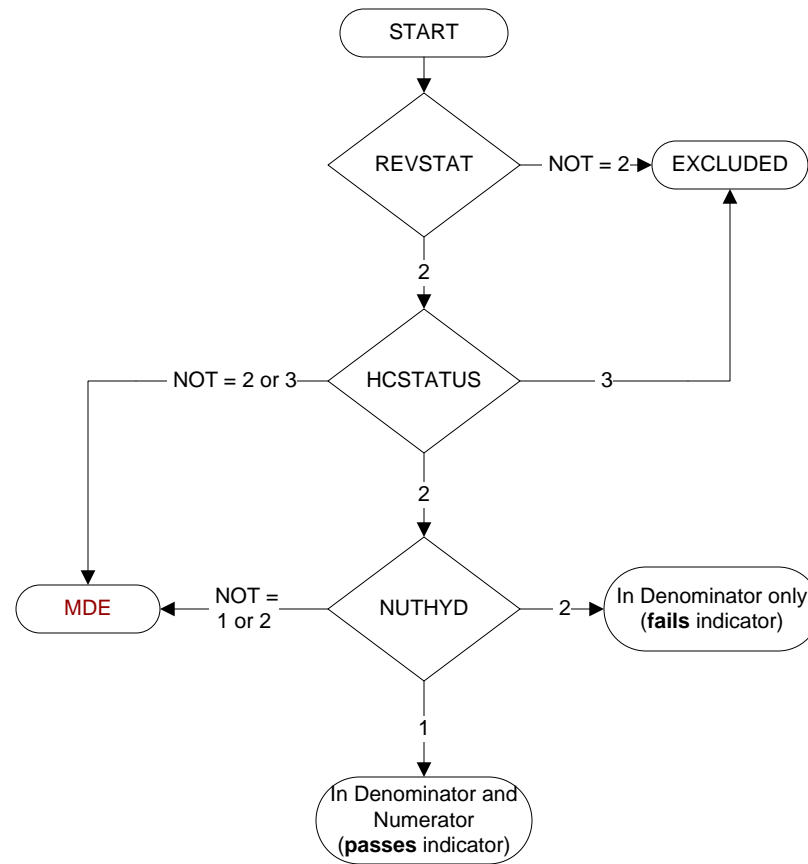 START
REVSTAT
NOT = 2
EXCLUDED
2
NOT = 2 or 3
HCSTATUS
3
2
MDE
NOT =
1 or 2
NUTHYD
2
In Denominator only
(fails indicator)
1
In Denominator and
Numerator
(passes indicator)